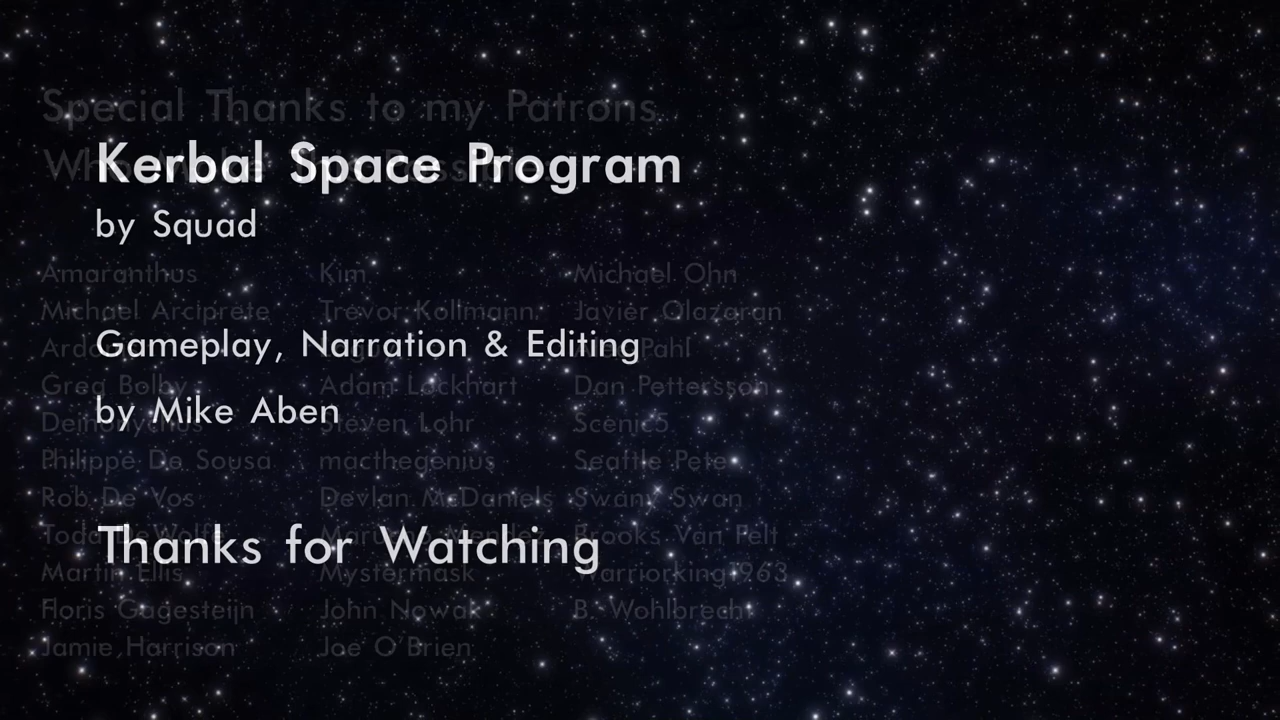 Special Thanks to my Patrons
Kerbal Space Program
by Squad
Amaranthus Kim Michael Ohn
Michael Arciprete Trevor Kollmann Javier Olazaran
Gameplay, Narration & Editing
Pahl
Greg Bolby Adam Lockhart Dan Pettersson
by Mike Aben
Steven Lohr Scenic5
Philippe De Sousa macthegenius Seattle Pete
Rob De Vos Devlan McDaniels Swany Swan
Thanks for Watching
Brooks Van Felt
Martin Ellis Mystermask Warriorking1963
Floris Gagesteijn John Nowak B. Wohlbrecht
Jamie Harrison Joe O'Brien